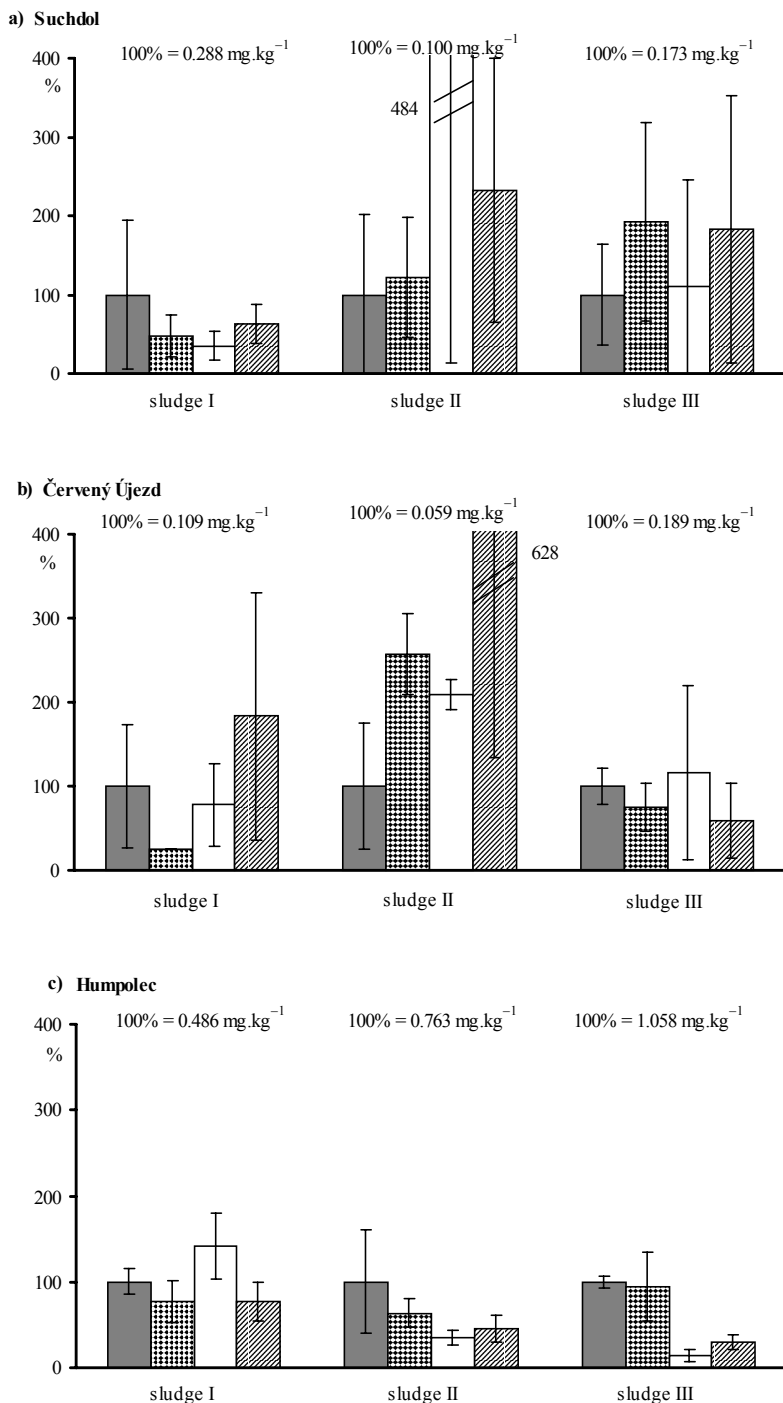 a) Suchdol
100% = 0.288 mg.kg⁻¹ 100% = 0.100 mg.kg⁻¹ 100% = 0.173 mg.kg⁻¹
400
%
484
300
200
100
0
sludge I sludge II sludge III
b) Červený Újezd
100% = 0.109 mg.kg⁻¹ 100% = 0.059 mg.kg⁻¹ 100% = 0.189 mg.kg⁻¹
400
%
628
300
200
100
0
sludge I sludge II sludge III
c) Humpolec
100% = 0.486 mg.kg⁻¹ 100% = 0.763 mg.kg⁻¹ 100% = 1.058 mg.kg⁻¹
400
%
300
200
100
0
sludge I sludge II sludge III